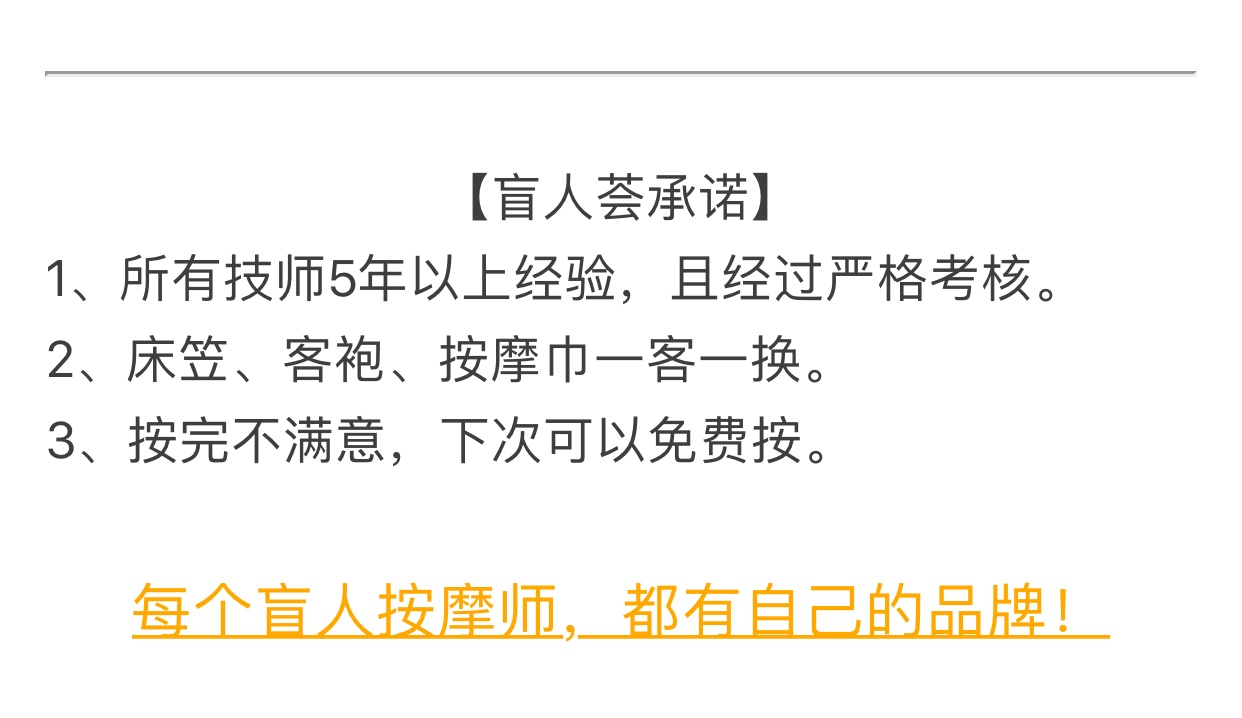 【盲人荟承诺】
1、所有技师5年以上经验，且经过严格考核。
2、床笠、客袍、按摩巾一客一换。
3、按完不满意，下次可以免费按。
每个盲人按摩师，都有自己的品牌！